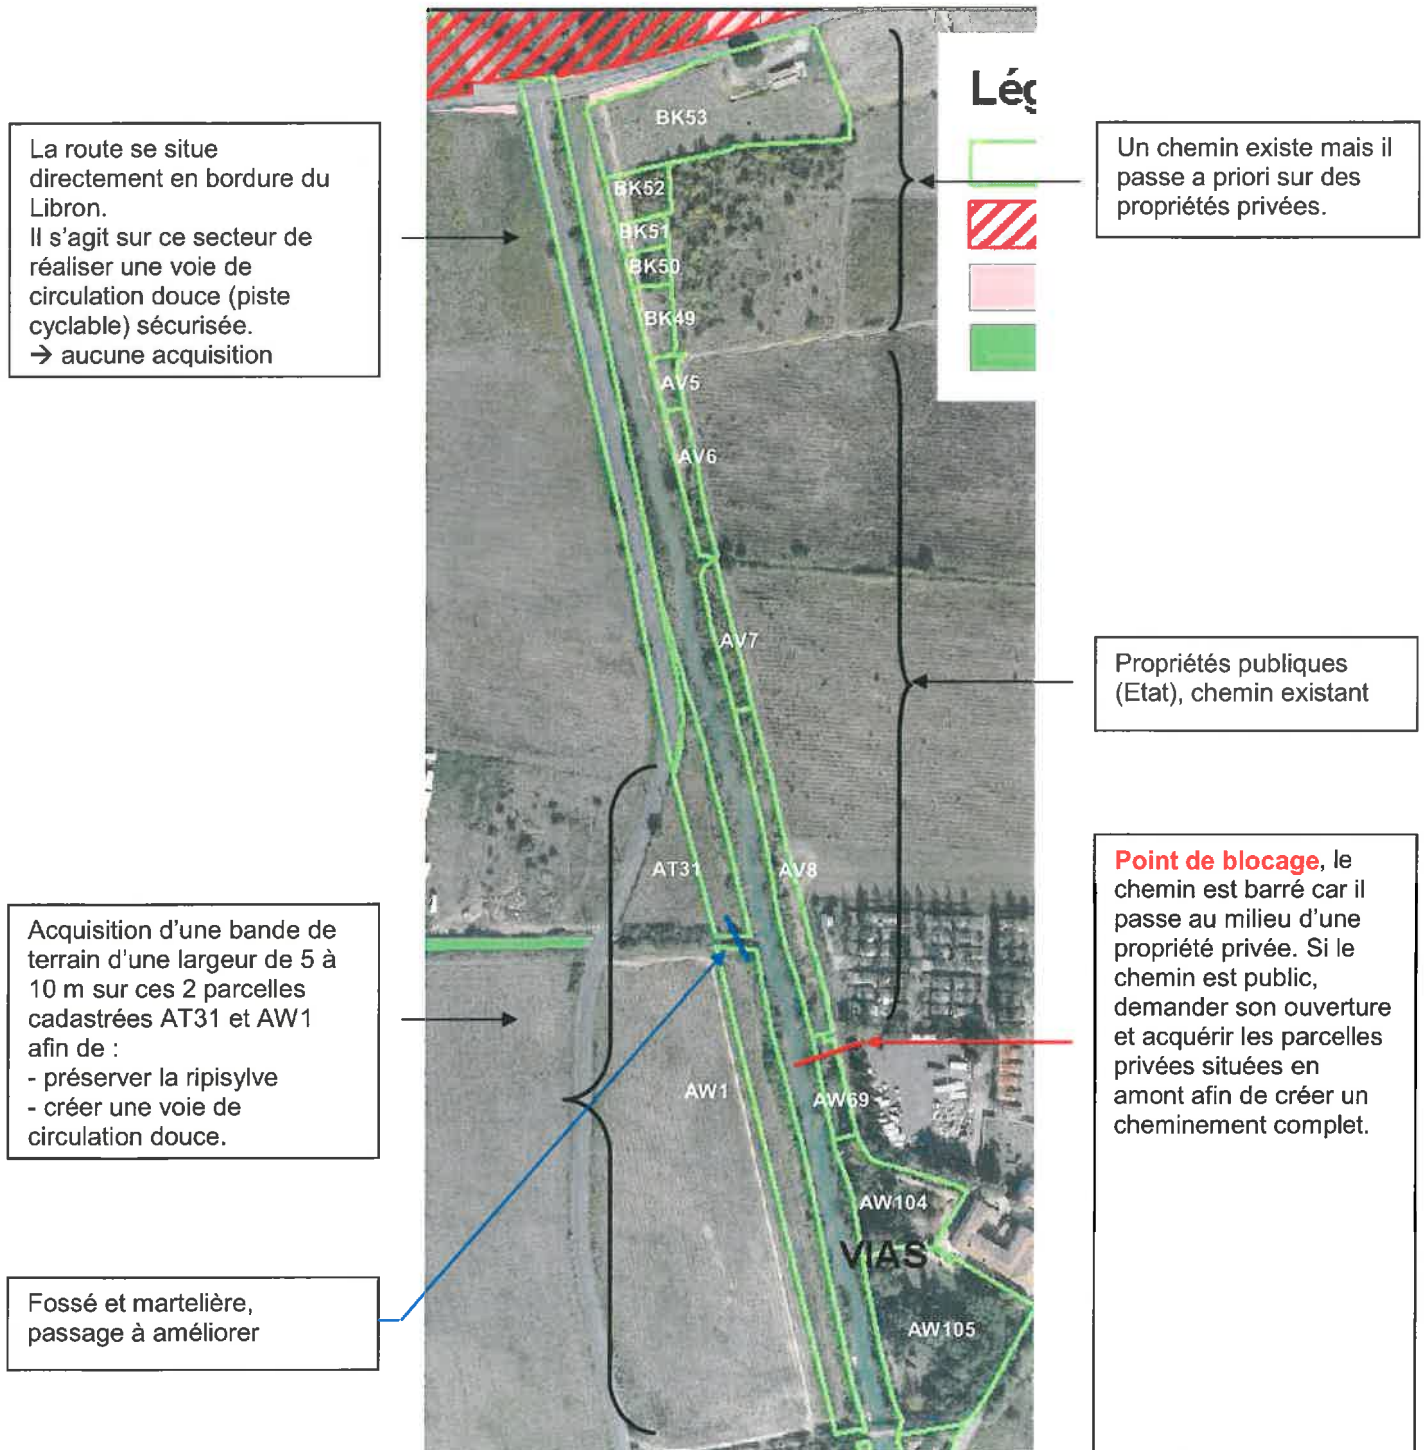 La route se situe
directement en bordure du
Libron.
Il s'agit sur ce secteur de
réaliser une voie de
circulation douce (piste
cyclable) sécurisée.
→ aucune acquisition
Acquisition d'une bande de
terrain d'une largeur de 5 à
10 m sur ces 2 parcelles
cadastrées AT31 et AW1
afin de :
- préserver la ripisylve
- créer une voie de
circulation douce.
Fossé et martelière,
passage à améliorer
BK53
BK52
BK51
BK50
BK49
AV5
AV6
AV7
AT31
AV8
AW1
AW69
AW104
VIAS
AW105
Lég
Un chemin existe mais il
passe a priori sur des
propriétés privées.
Propriétés publiques
(Etat), chemin existant
Point de blocage, le
chemin est barré car il
passe au milieu d'une
propriété privée. Si le
chemin est public,
demander son ouverture
et acquérir les parcelles
privées situées en
amont afin de créer un
cheminement complet.